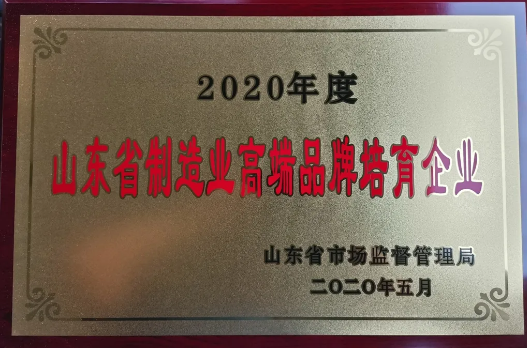 2020年度
山东省制造业高端品牌培育企业
山东省市场监督管理局
二〇二〇年五月